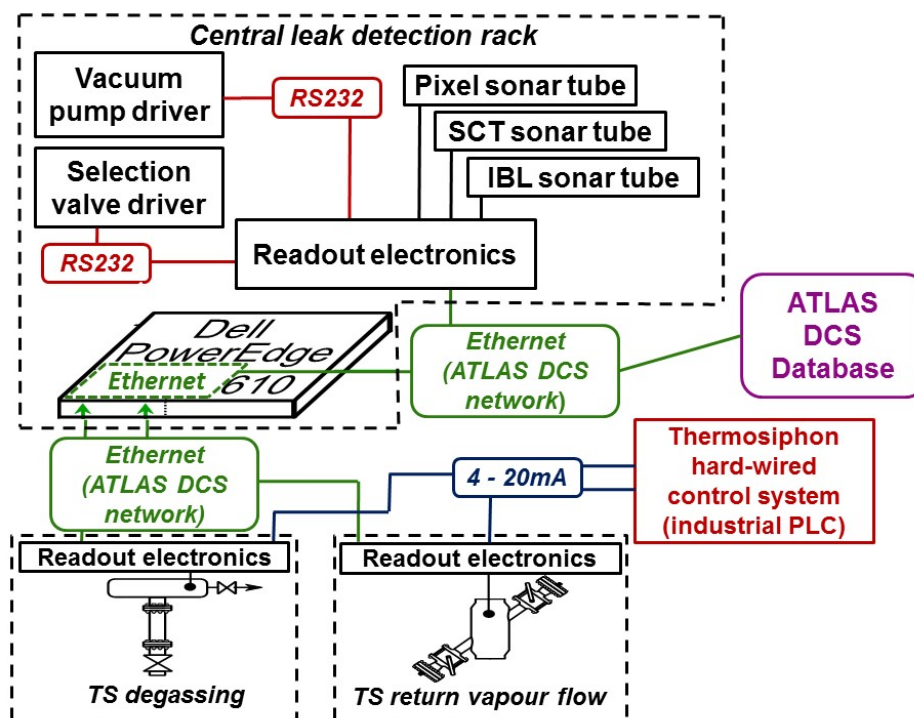 Central leak detection rack
Vacuum
pump driver
RS232
Pixel sonar tube
SCT sonar tube
IBL sonar tube
Selection
valve driver
RS232
Readout electronics
Dell
PowerEdge
610
Ethernet
Ethernet
(ATLAS DCS
network)
ATLAS
DCS
Database
Ethernet
(ATLAS DCS
network)
4 - 20mA
Thermosiphon
hard-wired
control system
(industrial PLC)
Readout electronics
Readout electronics
TS degassing
TS return vapour flow